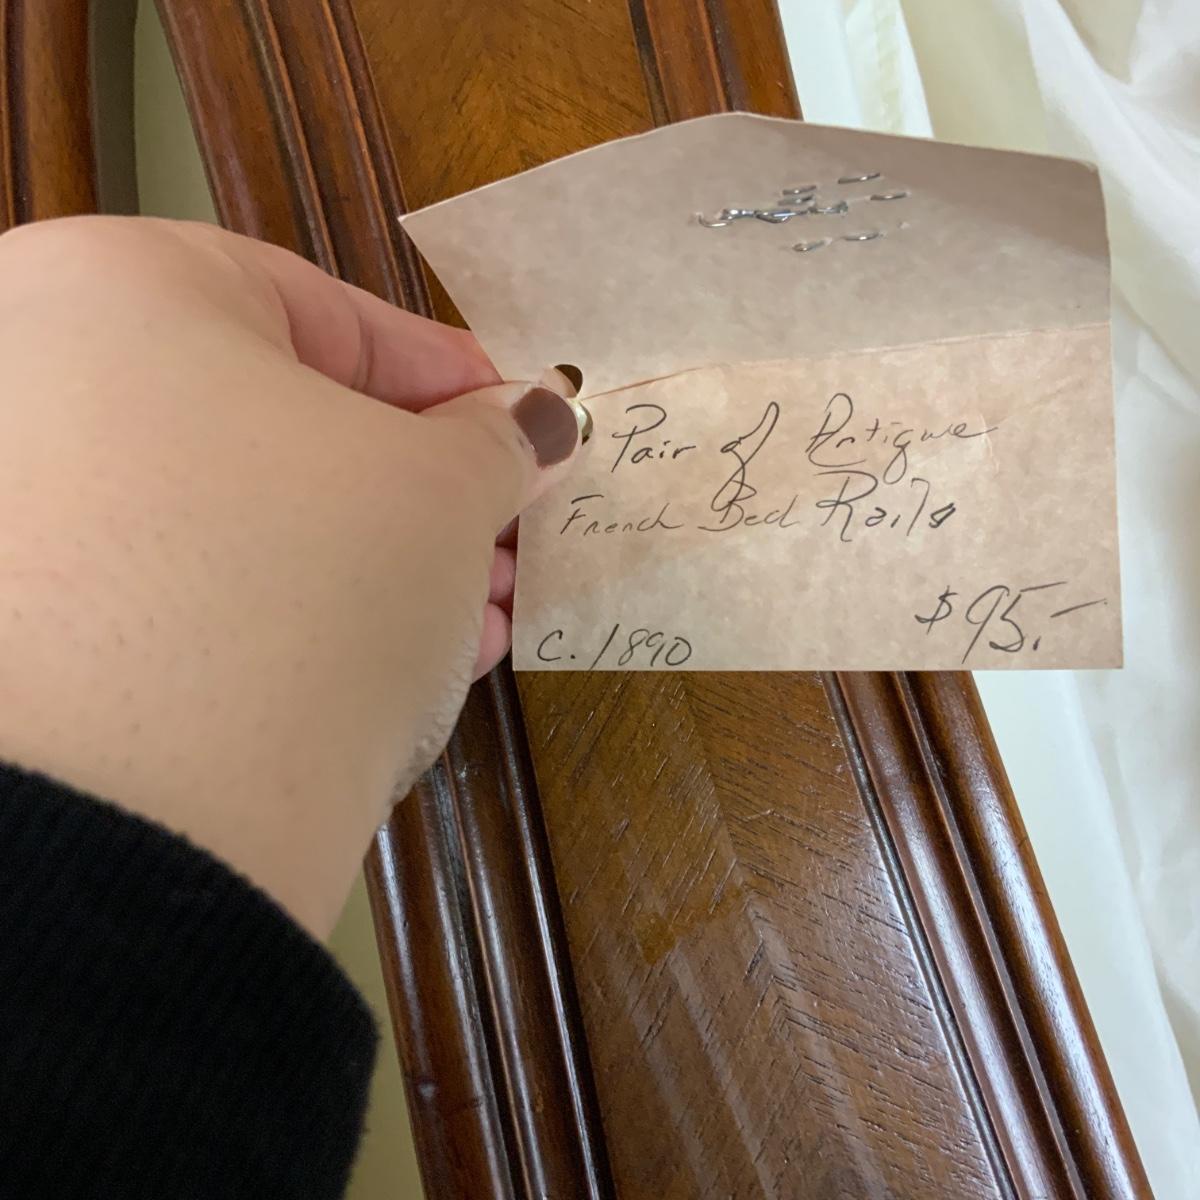 Pair of Antique
French Bed Rails
$95.-
C. 1890